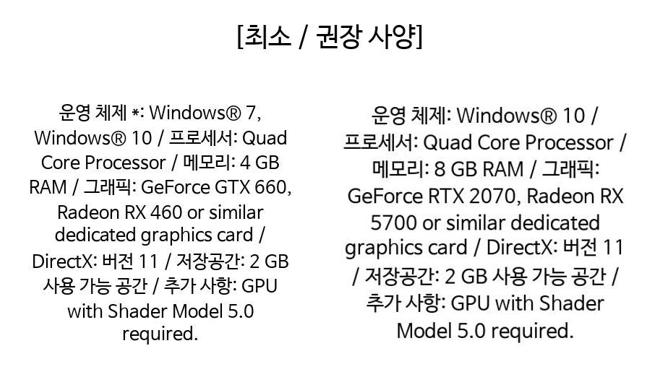 [최소 / 권장 사양]
운영 체제 *: Windows® 7,
Windows® 10 / 프로세서: Quad
Core Processor / 메모리: 4 GB
RAM / 그래픽: GeForce GTX 660,
Radeon RX 460 or similar
dedicated graphics card /
DirectX: 버전 11 / 저장공간: 2 GB
사용 가능 공간 / 추가 사항: GPU
with Shader Model 5.0
required.
운영 체제: Windows® 10 /
프로세서: Quad Core Processor /
메모리: 8 GB RAM / 그래픽:
GeForce RTX 2070, Radeon RX
5700 or similar dedicated
graphics card / DirectX: 버전 11
/ 저장공간: 2 GB 사용 가능 공간 /
추가 사항: GPU with Shader
Model 5.0 required.